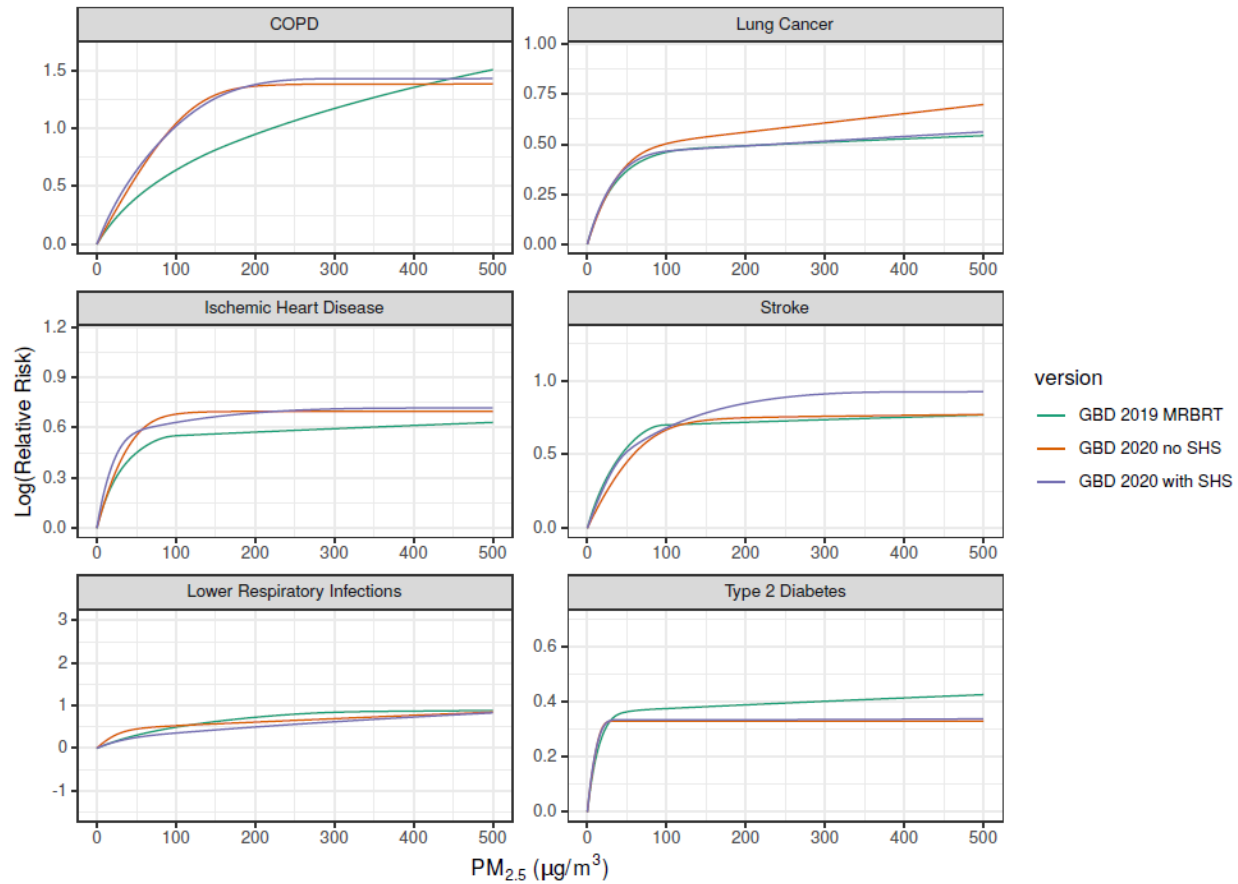 COPD
Lung Cancer
1.5
1.0
0.5
0.0
0 100 200 300 400 500
1.00
0.75
0.50
0.25
0.00
0 100 200 300 400 500
Ischemic Heart Disease
Stroke
Log(Relative Risk)
1.2
0.9
0.6
0.3
0.0
0 100 200 300 400 500
1.0
0.5
0.0
0 100 200 300 400 500
Lower Respiratory Infections
Type 2 Diabetes
3
2
1
0
-1
0 100 200 300 400 500
0.6
0.4
0.2
0.0
0 100 200 300 400 500
PM₂.₅ (μg/m³)
version
GBD 2019 MRBRT
GBD 2020 no SHS
GBD 2020 with SHS